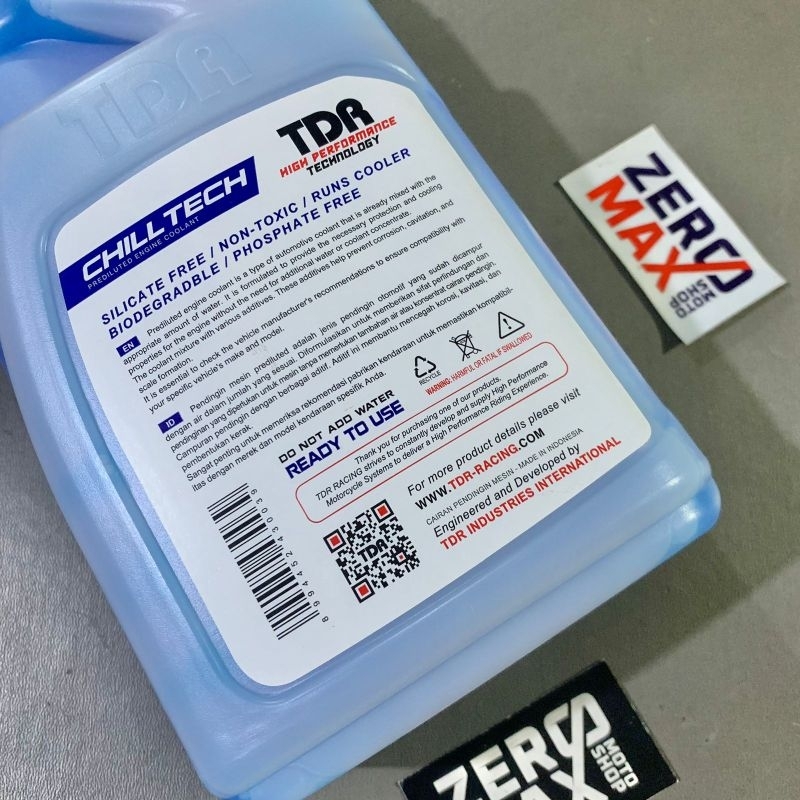 TDR
TDR
HIGH PERFORMANCE
TECHNOLOGY
CHILLTECH
PREDILUTED ENGINE COOLANT
SILICATE FREE / NON-TOXIC / RUNS COOLER
BIODEGRADBLE / PHOSPHATE FREE
EN Prediluted engine coolant is a type of automotive coolant that is already mixed with the
appropriate amount of water. It is formulated to provide the necessary protection and cooling
properties for the engine without the need for additional water or coolant concentrate.
The coolant mixture with various additives. These additives help prevent corrosion, cavitation, and
scale formation.
It is essential to check the vehicle manufacturer's recommendations to ensure compatibility with
your specific vehicle's make and model.
ID Pendingin mesin prediluted adalah jenis pendingin otomotif yang sudah dicampur
dengan air dalam jumlah yang sesuai. Diformulasikan untuk memberikan sifat perlindungan dan
pendinginan yang diperlukan untuk mesin tanpa memerlukan tambahan air atau konsentrat cairan pendingin.
Campuran pendingin dengan berbagai aditif. Aditif ini membantu mencegah korosi, kavitasi, dan
pembentukan kerak.
Sangat penting untuk memeriksa rekomendasi pabrikan kendaraan untuk memastikan kompatibil-
itas dengan merek dan model kendaraan spesifik Anda.
DO NOT ADD WATER
READY TO USE
RECYCLE
WARNING. HARMFUL OR FATAL IF SWALLOWED
Thank you for purchasing one of our products,
TDR RACING strives to constantly develop and supply High Performance
Motorcycle Systems to deliver a High Performance Riding Experience.
For more product details please visit
WWW.TDR-RACING.COM
CAIRAN PENDINGIN MESIN - MADE IN INDONESIA
Engineered and Developed by
TDR INDUSTRIES INTERNATIONAL
TDR
ZERO
MAX
MOTO
SHOP
ZERO
MAX
MOTO
SHOP